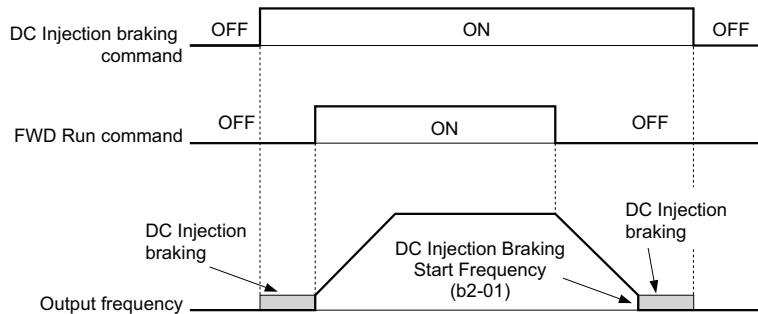 DC Injection braking
command
OFF
ON
OFF
FWD Run command
OFF
ON
OFF
DC Injection
braking
DC Injection Braking
Start Frequency
(b2-01)
DC Injection
braking
Output frequency